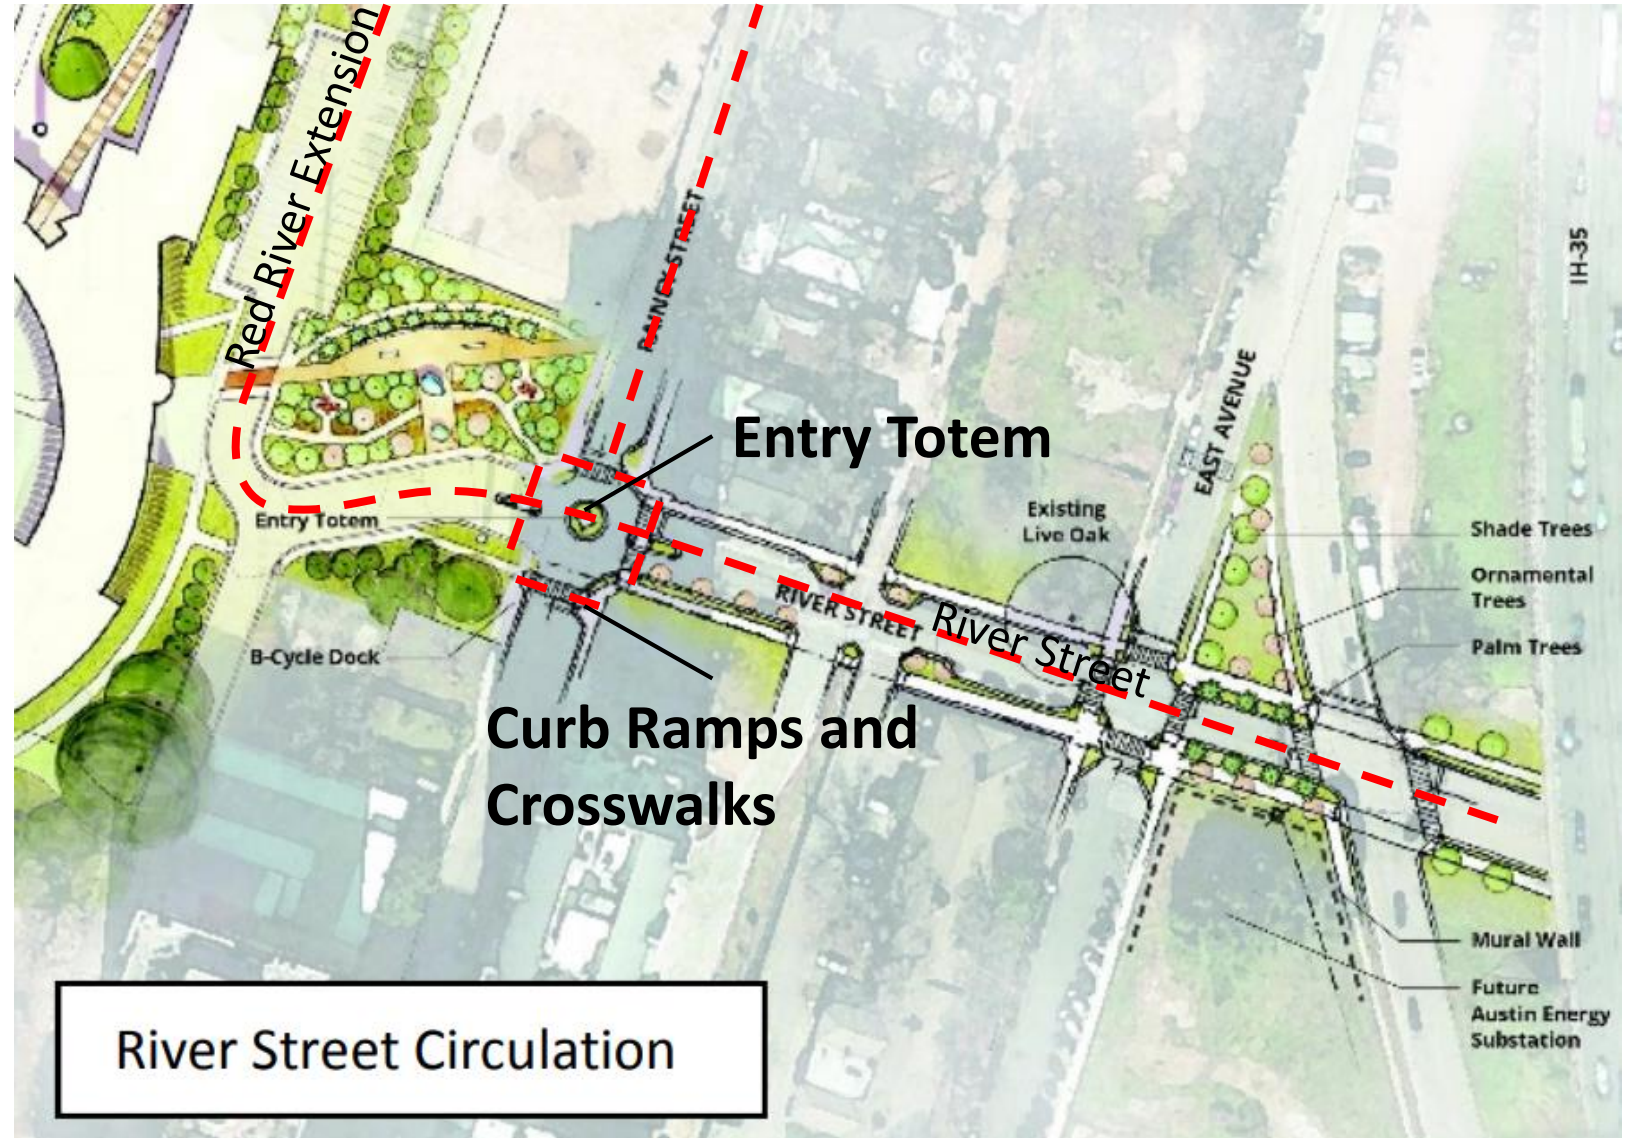 Red River Extension
RAINEY STREET
IH-35
EAST AVENUE
Entry Totem
Existing
Live Oak
Entry Totem
Shade Trees
Ornamental
Trees
RIVER STREET
River Street
Palm Trees
B-Cycle Dock
Curb Ramps and
Crosswalks
Mural Wall
Future
Austin Energy
Substation
River Street Circulation